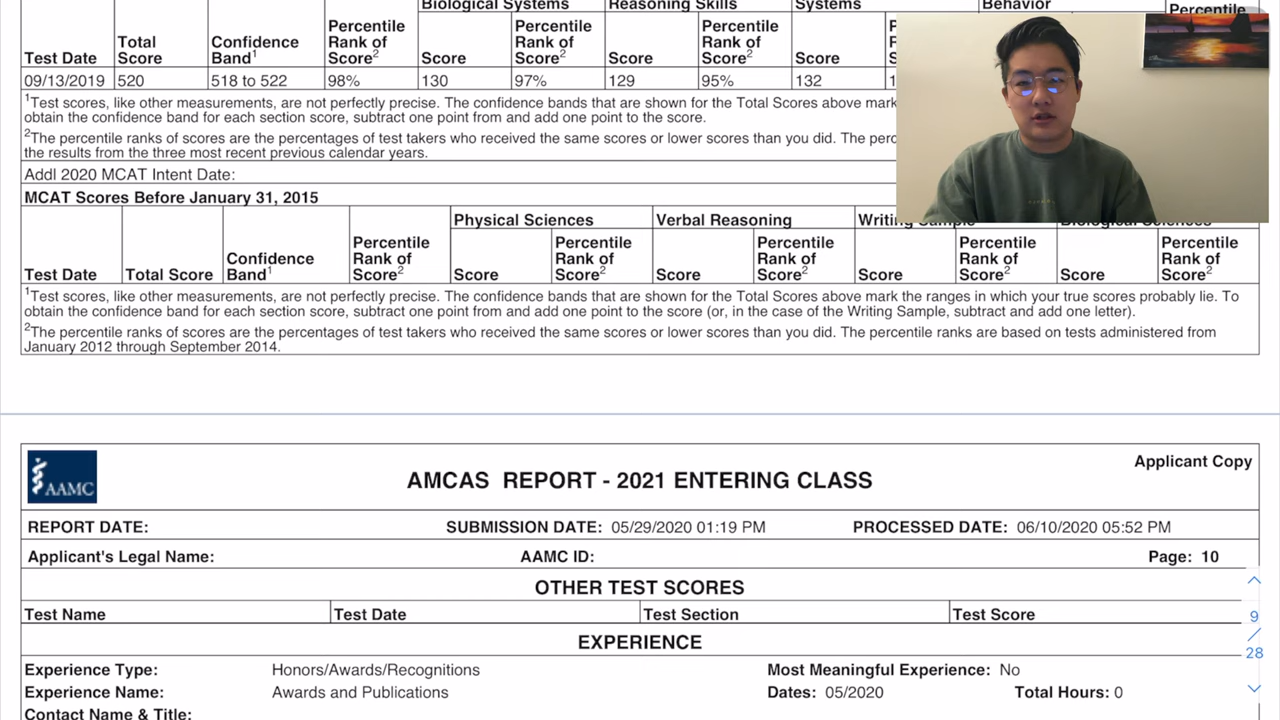 Biological Systems Reasoning Skills Systems Behavior
Percentile
Test Date Total Score Confidence Band1 Percentile Rank of Score2 Score Percentile Rank of Score2 Score Percentile Rank of Score2 Score
09/13/2019 520 518 to 522 98% 130 97% 129 95% 132
1Test scores, like other measurements, are not perfectly precise. The confidence bands that are shown for the Total Scores above mark
obtain the confidence band for each section score, subtract one point from and add one point to the score.
2The percentile ranks of scores are the percentages of test takers who received the same scores or lower scores than you did. The perc
the results from the three most recent previous calendar years.
Addl 2020 MCAT Intent Date:
MCAT Scores Before January 31, 2015
Physical Sciences Verbal Reasoning Writing Sample Biological Sciences
Test Date Total Score Confidence Band1 Percentile Rank of Score2 Score Percentile Rank of Score2 Score Percentile Rank of Score2 Score Percentile Rank of Score2 Score Percentile Rank of Score2
1Test scores, like other measurements, are not perfectly precise. The confidence bands that are shown for the Total Scores above mark the ranges in which your true scores probably lie. To
obtain the confidence band for each section score, subtract one point from and add one point to the score (or, in the case of the Writing Sample, subtract and add one letter).
2The percentile ranks of scores are the percentages of test takers who received the same scores or lower scores than you did. The percentile ranks are based on tests administered from
January 2012 through September 2014.
AAMC
Applicant Copy
AMCAS REPORT - 2021 ENTERING CLASS
REPORT DATE: SUBMISSION DATE: 05/29/2020 01:19 PM PROCESSED DATE: 06/10/2020 05:52 PM
Applicant's Legal Name: AAMC ID: Page: 10
OTHER TEST SCORES
Test Name Test Date Test Section Test Score
9
28
EXPERIENCE
Experience Type: Honors/Awards/Recognitions Most Meaningful Experience: No
Experience Name: Awards and Publications Dates: 05/2020 Total Hours: 0
Contact Name & Title: